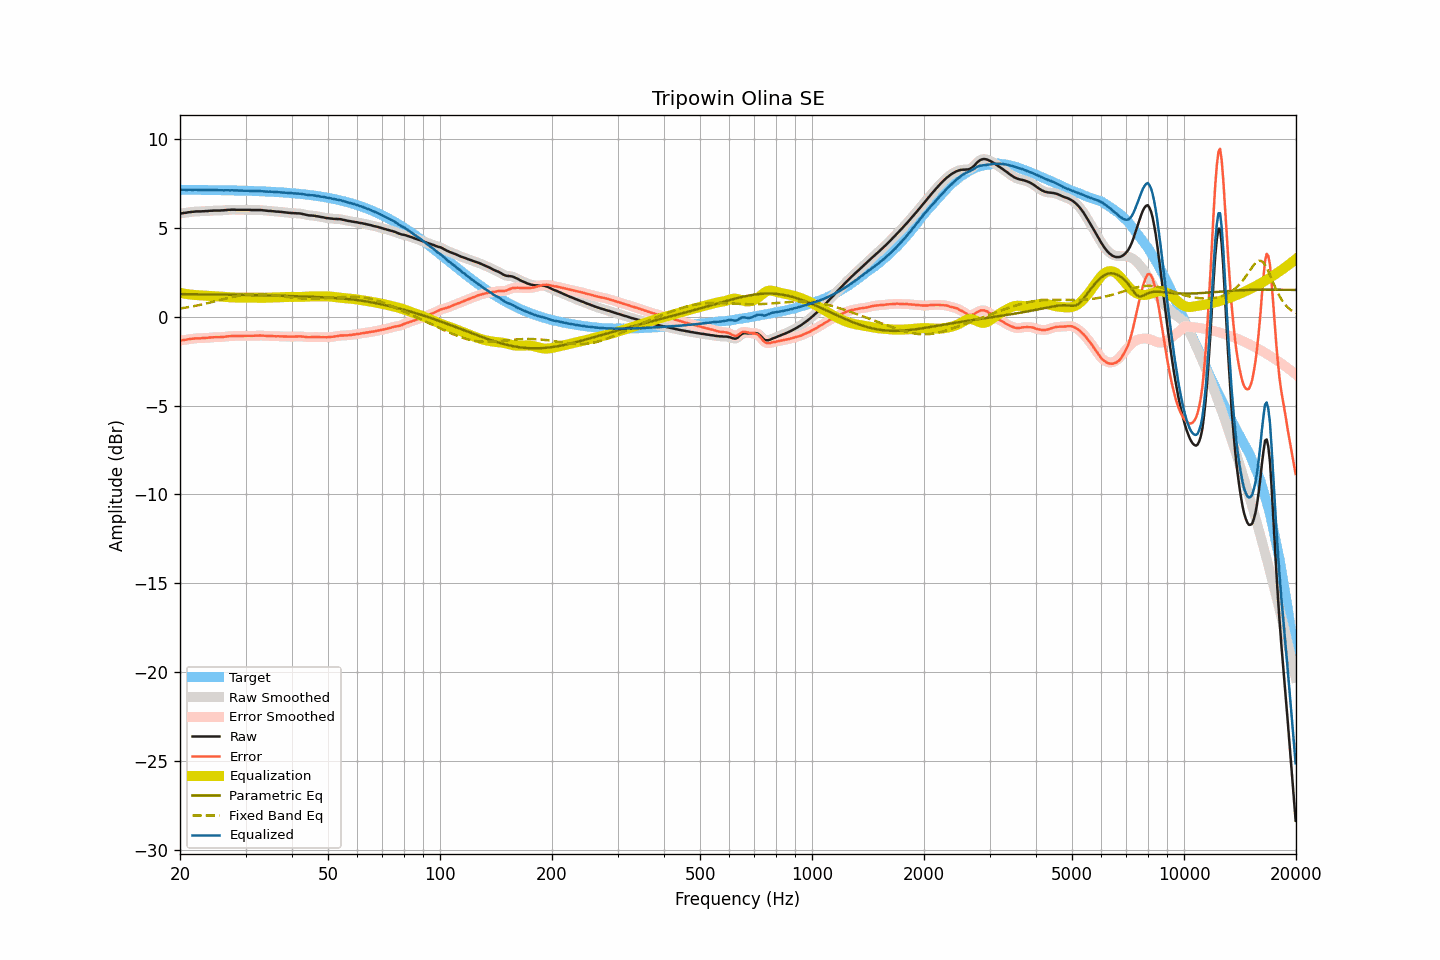 Tripowin Olina SE
Amplitude (dBr)
10
5
0
−5
−10
−15
−20
−25
−30
Target
Raw Smoothed
Error Smoothed
Raw
Error
Equalization
Parametric Eq
Fixed Band Eq
Equalized
20 50 100 200 500 1000 2000 5000 10000 20000
Frequency (Hz)